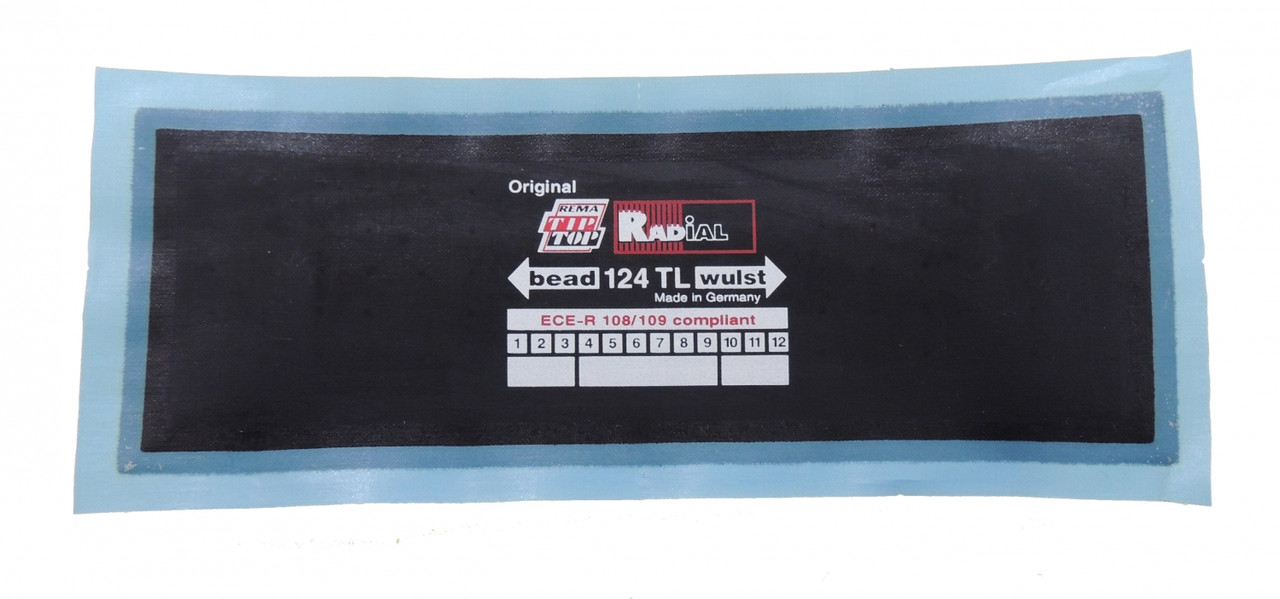 Original
REMA
TIP
TOP
RADiAL
bead 124 TL wulst
Made in Germany
ECE-R 108/109 compliant
1 2 3 4 5 6 7 8 9 10 11 12